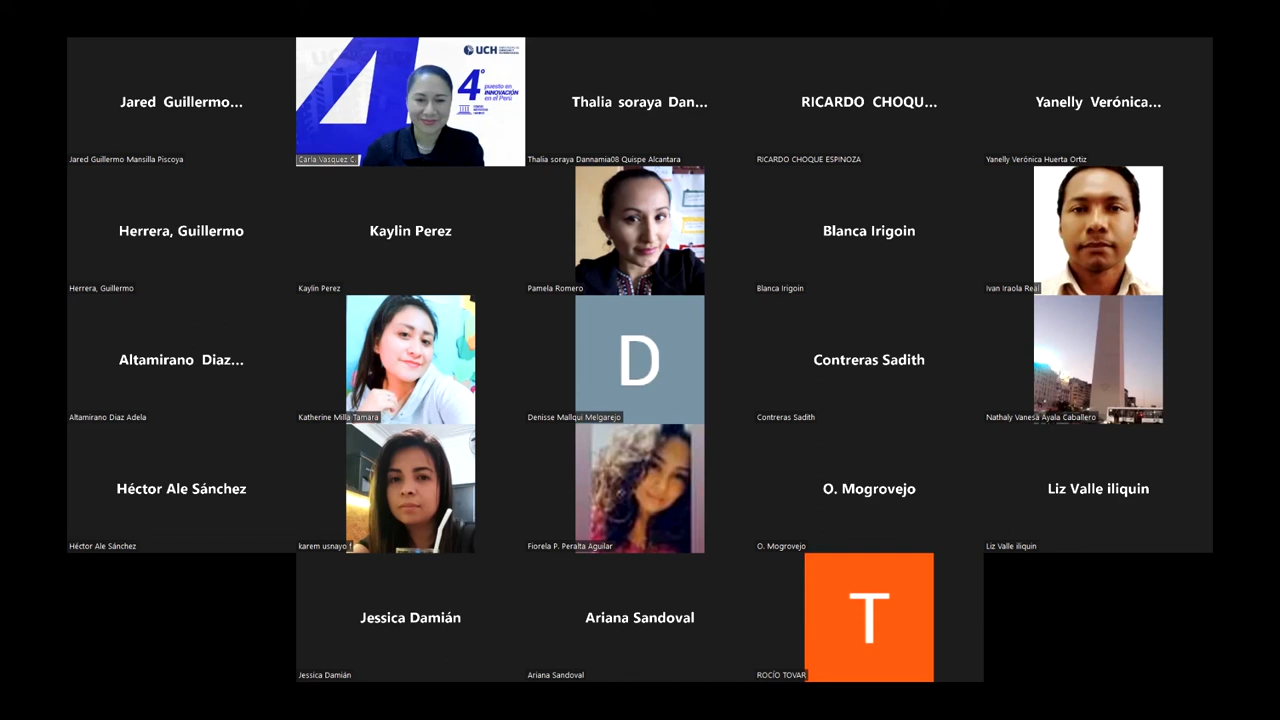 Jared Guillermo...
Jared Guillermo Mansilla Piscoya
UCH
4°
puesto en
INNOVACIÓN
en el Perú
Carla Vasquez C.
Thalia soraya Dan...
Thalia soraya Dannamia08 Quispe Alcantara
RICARDO CHOQU...
RICARDO CHOQUE ESPINOZA
Yanelly Verónica...
Yanelly Verónica Huerta Ortiz
Herrera, Guillermo
Herrera, Guillermo
Kaylin Perez
Kaylin Perez
Pamela Romero
Blanca Irigoin
Blanca Irigoin
Ivan Iraola Real
Altamirano Diaz...
Altamirano Diaz Adela
Katherine Milla Tamara
D
Denisse Mallqui Melgarejo
Contreras Sadith
Contreras Sadith
Nathaly Vanesa Ayala Caballero
Héctor Ale Sánchez
Héctor Ale Sánchez
karem usnayo f
Fiorela P. Peralta Aguilar
O. Mogrovejo
O. Mogrovejo
Liz Valle iliquin
Liz Valle iliquin
Jessica Damián
Jessica Damián
Ariana Sandoval
Ariana Sandoval
T
ROCÍO TOVAR